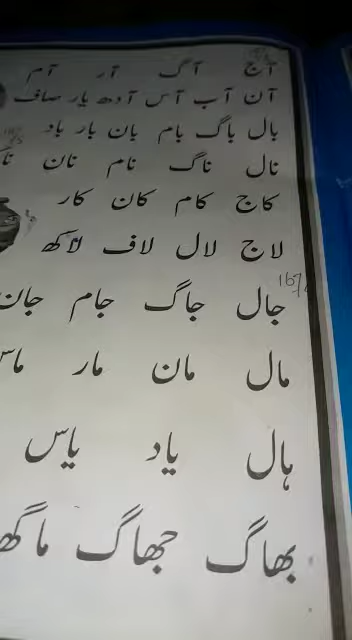 آج آگ آر آم
آن آب آس آدھ یار صاف
بال باگ بام بان بار باد
نال ناگ نام نان
کاج کام کان کار
لاج لال لاف لاکھ
167
جال جاگ جام جان
مال مان مار
ہال یاد یاس
بھاگ جھاگ ماگھ